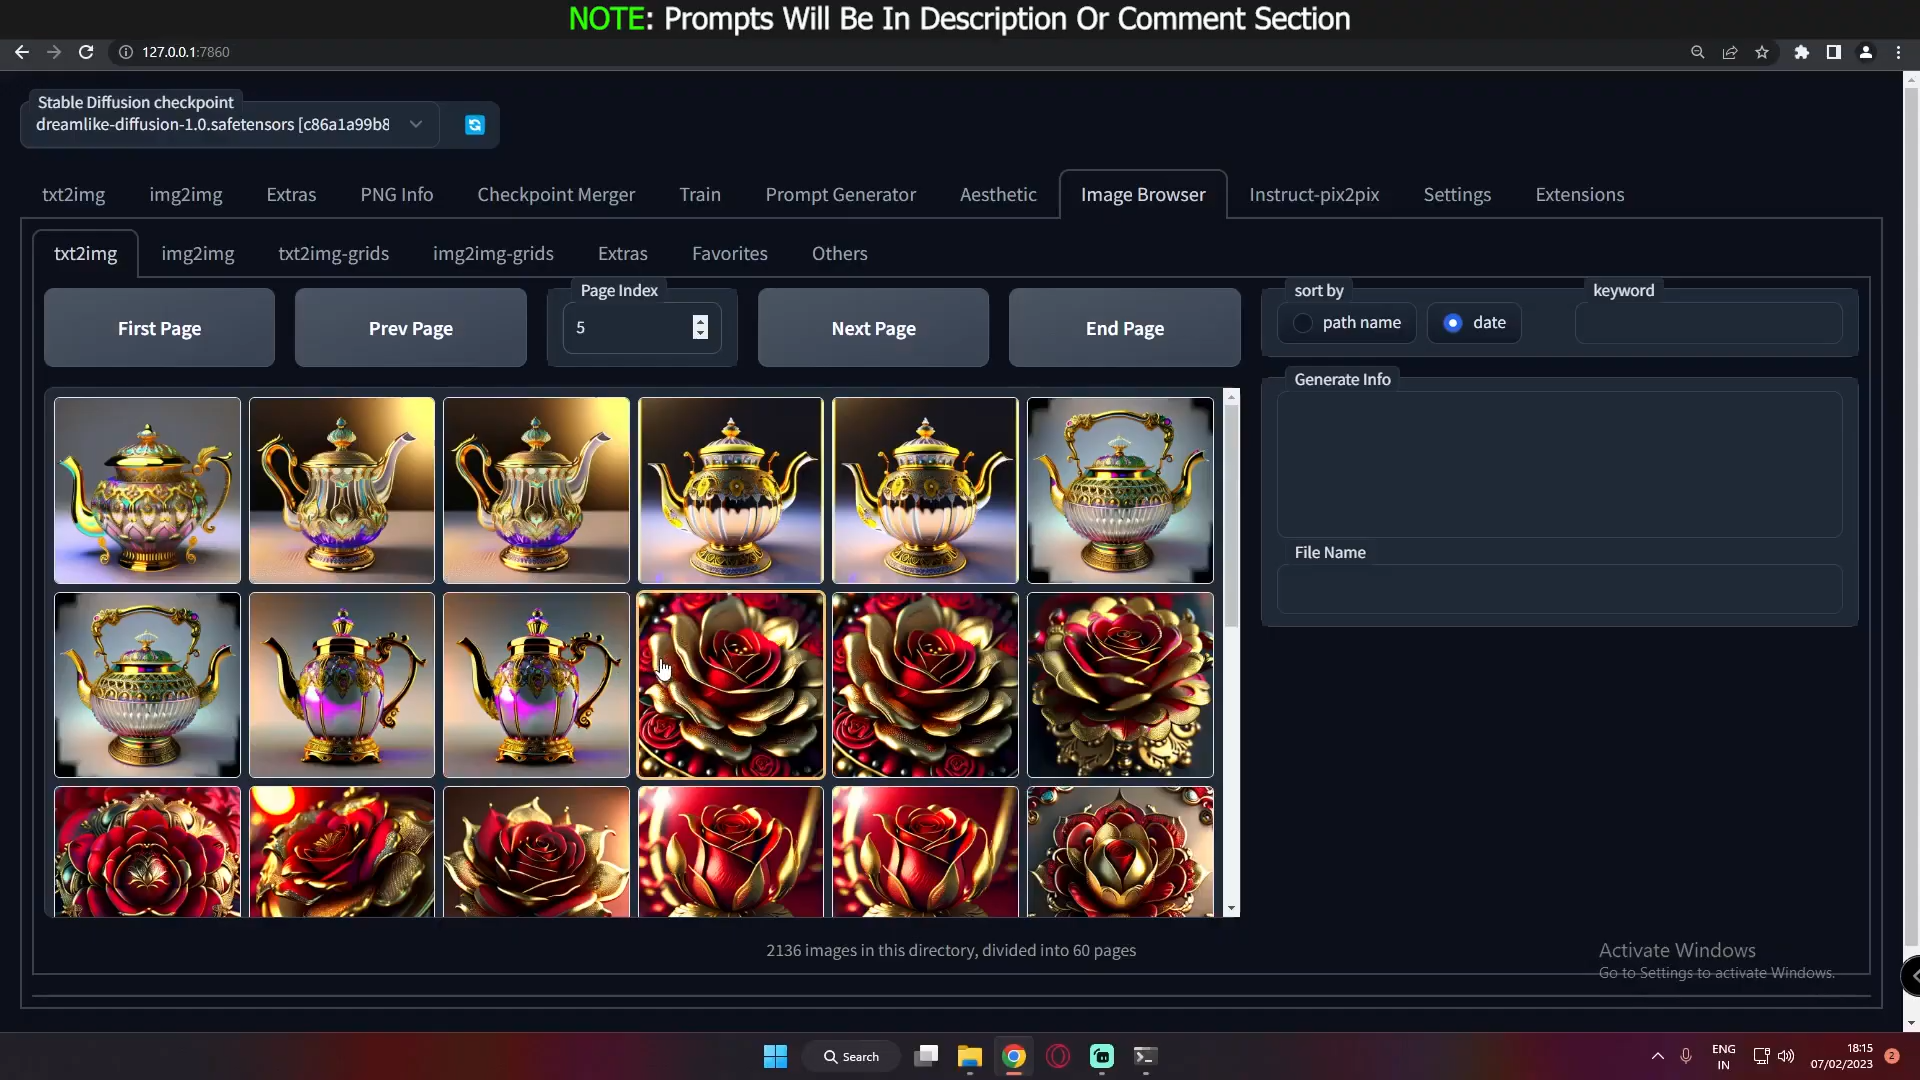 NOTE: Prompts Will Be In Description Or Comment Section
127.0.0.1:7860
Stable Diffusion checkpoint
dreamlike-diffusion-1.0.safetensors [c86a1a99b8
txt2img img2img Extras PNG Info Checkpoint Merger Train Prompt Generator Aesthetic Image Browser Instruct-pix2pix Settings Extensions
txt2img img2img txt2img-grids img2img-grids Extras Favorites Others
Page Index
sort by
keyword
First Page
Prev Page
5
Next Page
End Page
path name
date
Generate Info
File Name
2136 images in this directory, divided into 60 pages
Activate Windows
Go to Settings to activate Windows.
Search
ENG
IN
18:15
07/02/2023
2